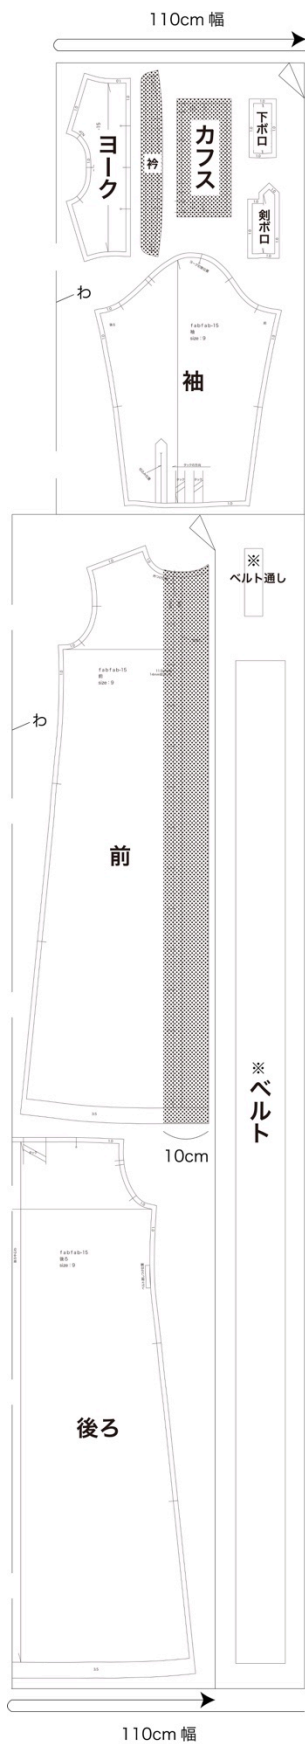 110cm 幅
ヨーク
衿
カフス
下ボロ
剣ボロ
わ
fabfab-15
袖
size : 9
袖
※
ベルト通し
fabfab-15
前
size : 9
わ
前
※
ベルト
10cm
fabfab-15
後ろ
size : 9
後ろ
110cm 幅